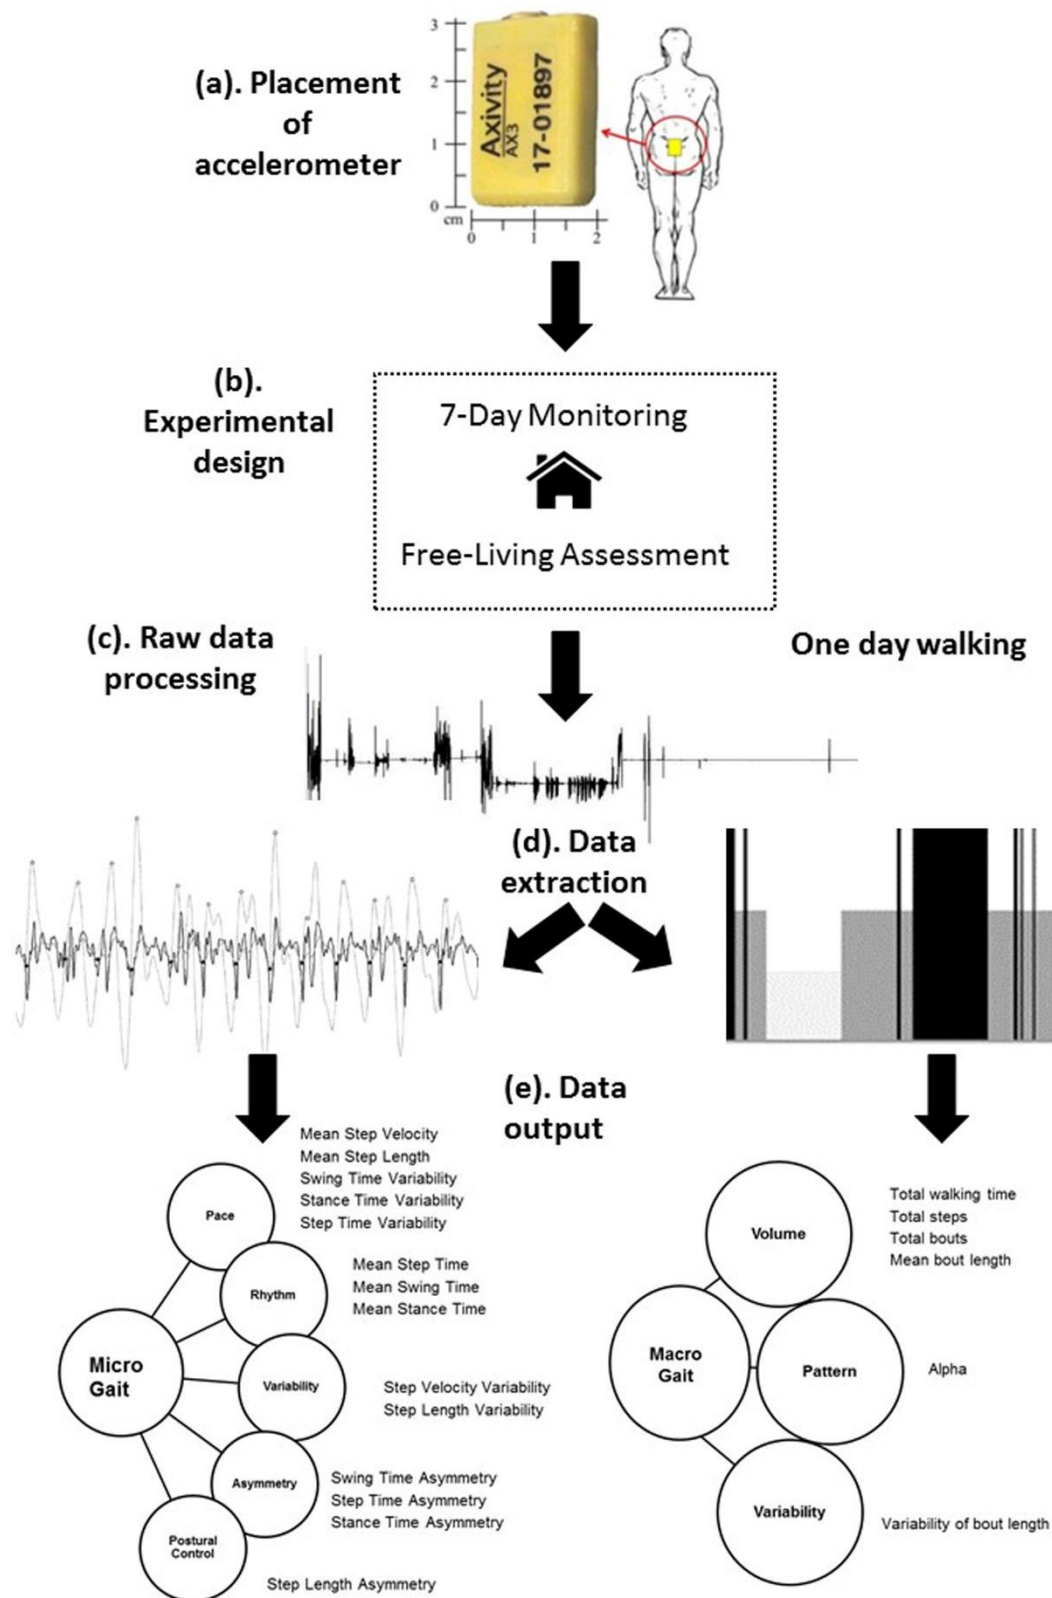 (a). Placement
of
accelerometer
3
2
1
0
cm
0
1
2
Axivity
AX3
17-01897
(b).
Experimental
design
7-Day Monitoring
Free-Living Assessment
(c). Raw data
processing
One day walking
(d). Data
extraction
(e). Data
output
Mean Step Velocity
Mean Step Length
Swing Time Variability
Stance Time Variability
Step Time Variability
Pace
Mean Step Time
Mean Swing Time
Mean Stance Time
Rhythm
Micro
Gait
Variability
Step Velocity Variability
Step Length Variability
Asymmetry
Swing Time Asymmetry
Step Time Asymmetry
Stance Time Asymmetry
Postural
Control
Step Length Asymmetry
Volume
Total walking time
Total steps
Total bouts
Mean bout length
Macro
Gait
Pattern
Alpha
Variability
Variability of bout length